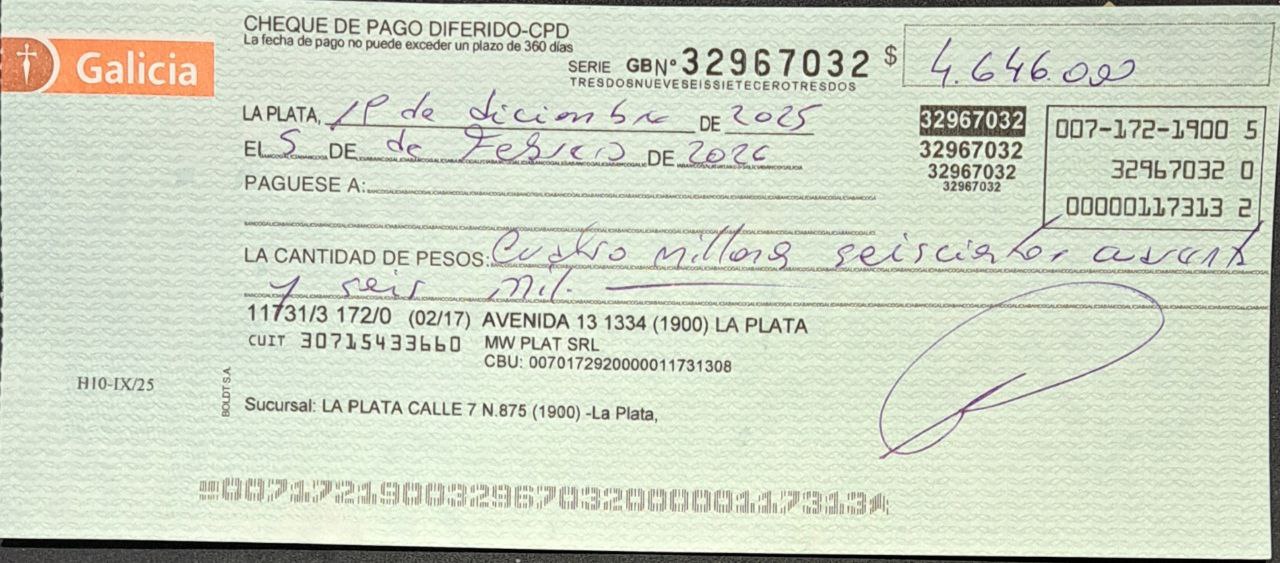 CHEQUE DE PAGO DIFERIDO-CPD
La fecha de pago no puede exceder un plazo de 360 días
Galicia
SERIE GB Nº 32967032
TRESDOSNUEVESEISSIETECEROTRESDOS
$ 4.646.000
LA PLATA, 19 de diciembre DE 2025
EL 5 DE de Febrero DE 2026
PAGUESE A:
32967032
32967032
32967032
32967032
007-172-1900 5
32967032 0
00000117313 2
LA CANTIDAD DE PESOS: Cuatro millones seiscientos cuarenta
y seis mil.
11731/3 172/0 (02/17) AVENIDA 13 1334 (1900) LA PLATA
CUIT 30715433660 MW PLAT SRL
CBU: 0070172920000011731308
H10-IX/25
BOLDT S.A.
Sucursal: LA PLATA CALLE 7 N.875 (1900) -La Plata,
00717219003296703200000117313